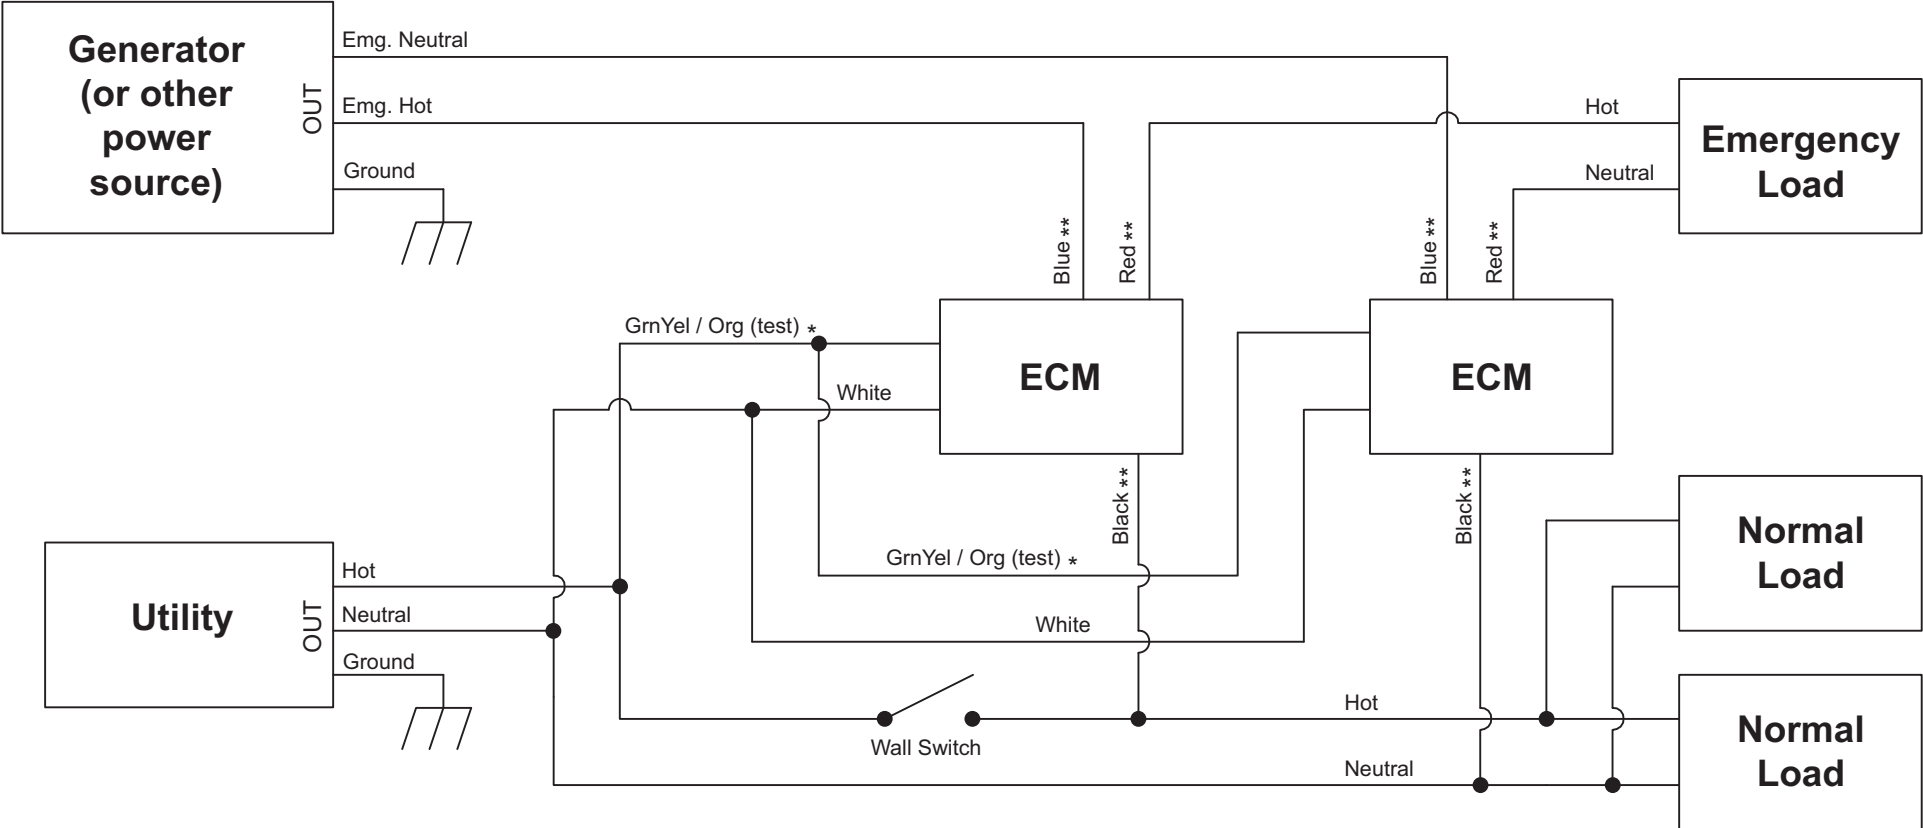 Generator
(or other
power
source)
OUT
Emg. Neutral
Emg. Hot
Ground
Hot
Neutral
Emergency
Load
Blue **
Red **
Blue **
Red **
GrnYel / Org (test) *
White
ECM
ECM
Black **
Black **
GrnYel / Org (test) *
White
Utility
OUT
Hot
Neutral
Ground
Wall Switch
Hot
Neutral
Normal
Load
Normal
Load